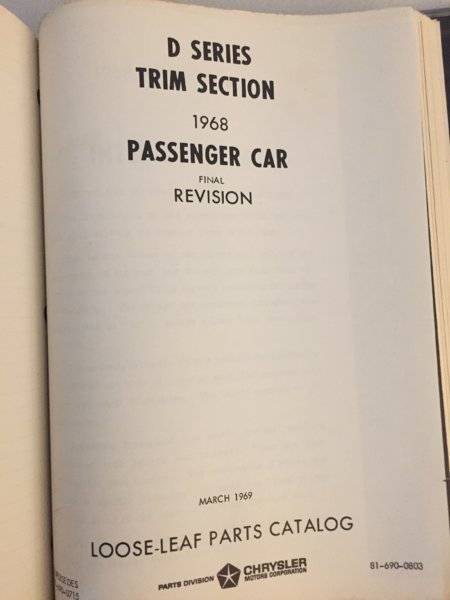 D SERIES
TRIM SECTION
1968
PASSENGER CAR
FINAL
REVISION
MARCH 1969
LOOSE-LEAF PARTS CATALOG
PARTS DIVISION CHRYSLER
MOTORS CORPORATION
81-690-0803